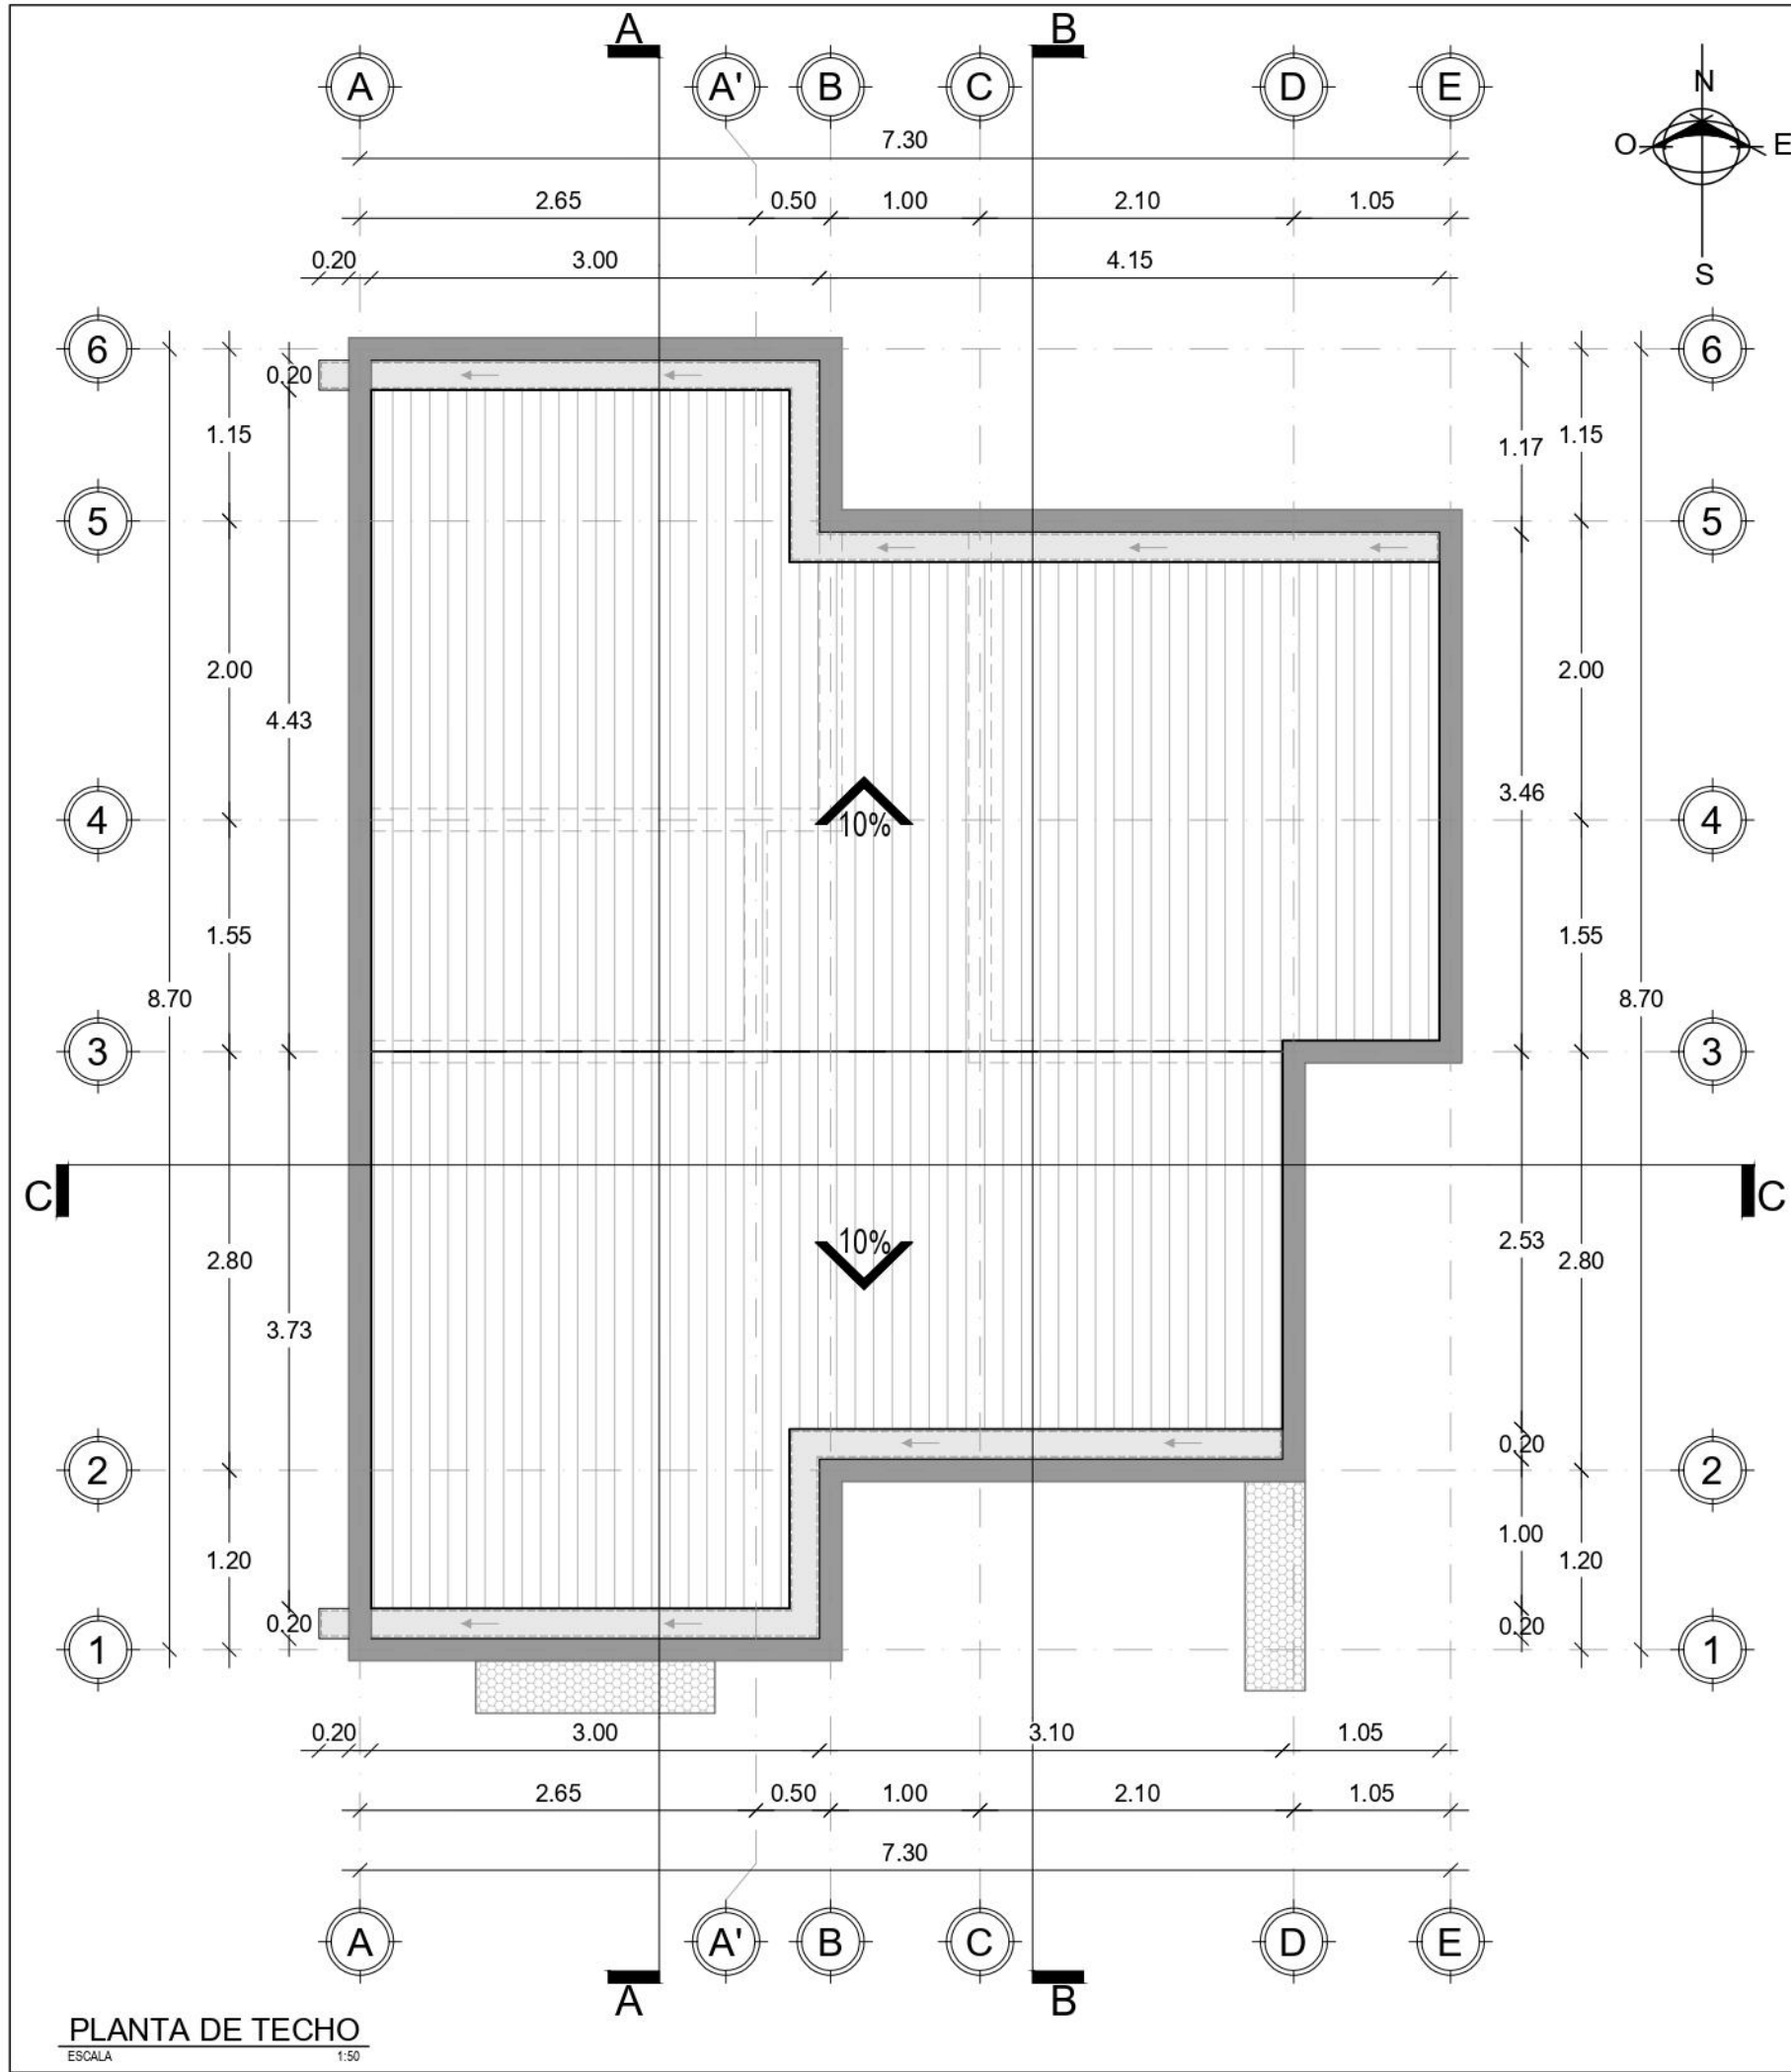 A B
A A' B C D E
N
O E
S
7.30
2.65 0.50 1.00 2.10 1.05
0.20 3.00 4.15
6 0.20 6
1.15 1.17 1.15
5 5
2.00 2.00
4.43
3.46
4 10% 4
1.55 1.55
8.70 8.70
3 3
C C
10%
2.80 2.53 2.80
3.73
0.20
2 2
1.00
1.20 1.20
0.20 0.20
1 1
0.20 3.00 3.10 1.05
2.65 0.50 1.00 2.10 1.05
7.30
A A' B C D E
A B
PLANTA DE TECHO
ESCALA 1:50